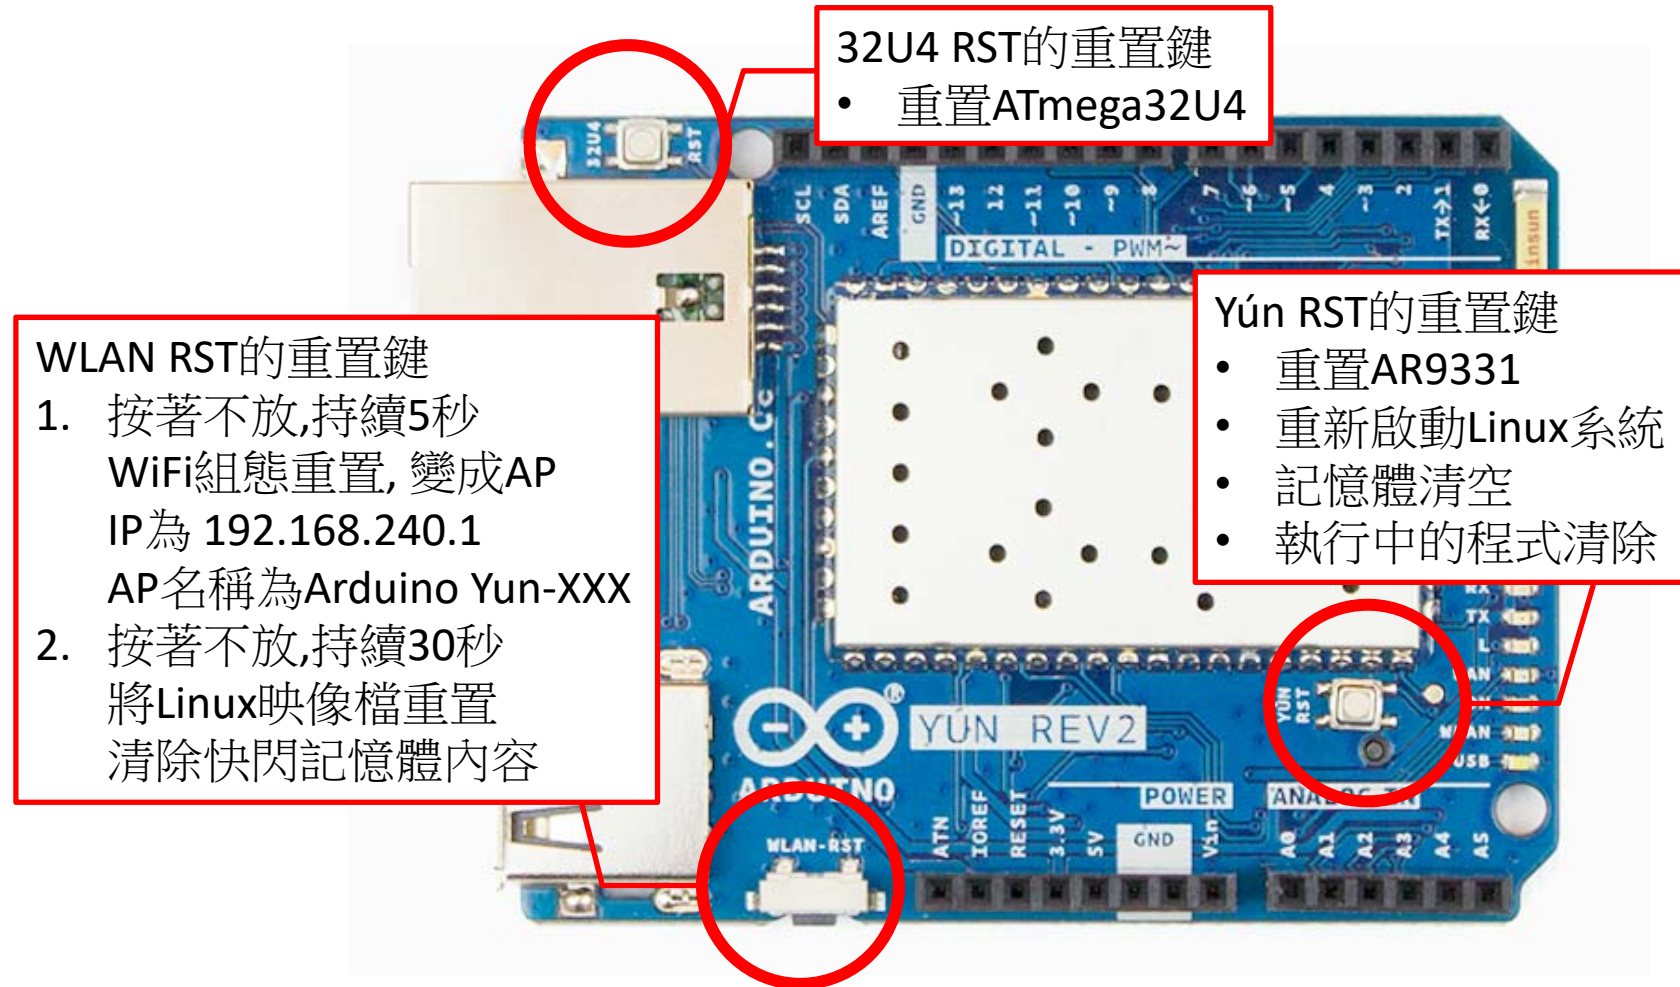 32U4 RST的重置鍵
• 重置ATmega32U4
32U4
RST
SCL
SDA
AREF
GND
~13
12
~11
~10
~9
8
7
~6
~5
4
~3
2
TX→1
RX←0
DIGITAL - PWM~
insun
WLAN RST的重置鍵
1. 按著不放,持續5秒
WiFi組態重置, 變成AP
IP為 192.168.240.1
AP名稱為Arduino Yun-XXX
2. 按著不放,持續30秒
將Linux映像檔重置
清除快閃記憶體內容
ARDUINO.Cc
Yún RST的重置鍵
• 重置AR9331
• 重新啟動Linux系統
• 記憶體清空
• 執行中的程式清除
RX
TX
L
WLAN
USB
YÚN
RST
YÚN REV2
®
ARDUINO
WLAN-RST
POWER
ANALOG IN
ATN
IOREF
RESET
3.3V
5V
GND
Vin
A0
A1
A2
A3
A4
A5